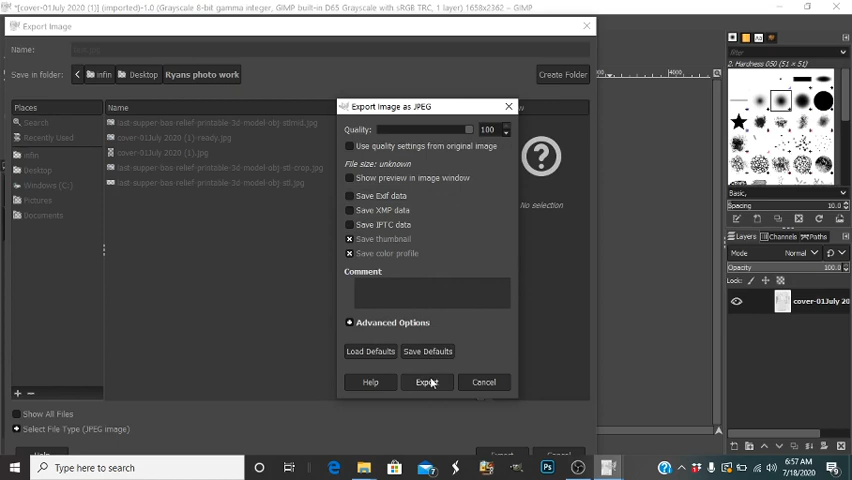 *[cover-01July 2020 (1)] (imported)-1.0 (Grayscale 8-bit gamma integer, GIMP built-in D65 Grayscale with sRGB TRC, 1 layer) 1658x2362 – GIMP
Export Image
Name:
Save in folder:
infin
Desktop
Ryans photo work
Create Folder
Places
Search
Recently Used
infin
Desktop
Windows (C:)
Pictures
Documents
Name
last-supper-bas-relief-printable-3d-model-obj-stlmid.jpg
cover-01July 2020 (1)-ready.jpg
cover-01July 2020 (1).jpg
last-supper-bas-relief-printable-3d-model-obj-stl-crop.jpg
last-supper-bas-relief-printable-3d-model-obj-stl.jpg
No selection
Show All Files
Select File Type (JPEG image)
Export Image as JPEG
Quality:
100
Use quality settings from original image
File size: unknown
Show preview in image window
Save Exif data
Save XMP data
Save IPTC data
Save thumbnail
Save color profile
Comment
Advanced Options
Load Defaults
Save Defaults
Help
Export
Cancel
4000
filter
2. Hardness 050 (51 × 51)
Basic,
Spacing
10.0
Layers
Channels
Paths
Mode
Normal
Opacity
100.0
Lock:
cover-01July 20
Type here to search
6:57 AM
7/18/2020